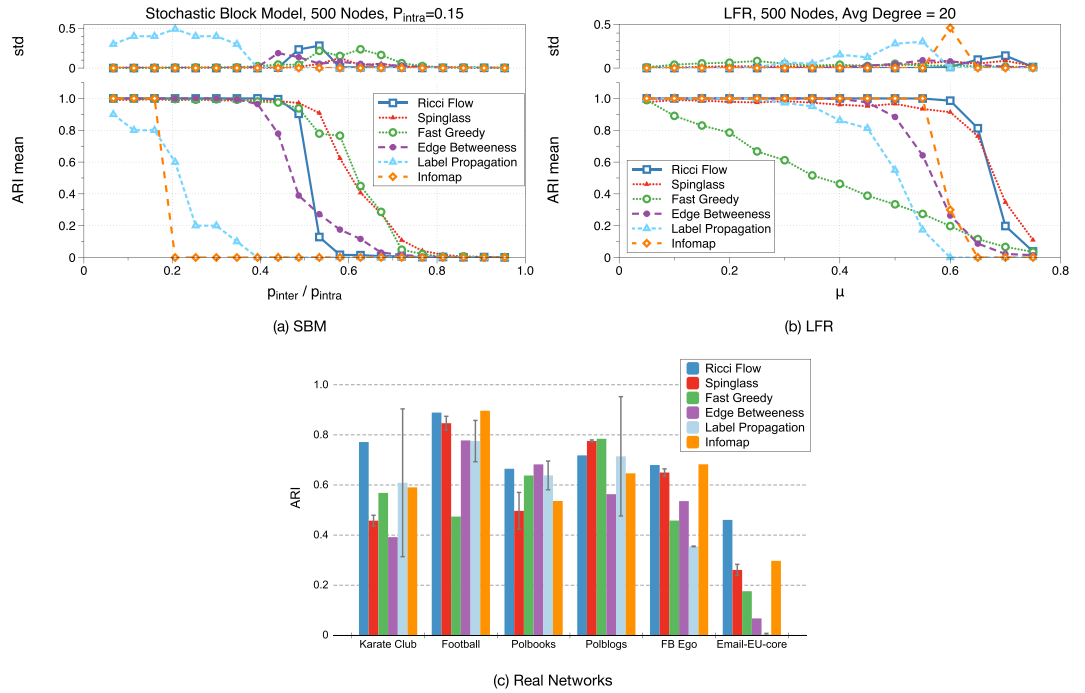 Stochastic Block Model, 500 Nodes, Pintra=0.15
std
0.5
0
ARI mean
1.0
0.8
0.6
0.4
0.2
0
Ricci Flow
Spinglass
Fast Greedy
Edge Betweeness
Label Propagation
Infomap
0 0.2 0.4 0.6 0.8 1.0
pinter / pintra
(a) SBM
LFR, 500 Nodes, Avg Degree = 20
std
0.5
0
ARI mean
1.0
0.8
0.6
0.4
0.2
0
Ricci Flow
Spinglass
Fast Greedy
Edge Betweeness
Label Propagation
Infomap
0 0.2 0.4 0.6 0.8
μ
(b) LFR
Ricci Flow
Spinglass
Fast Greedy
Edge Betweeness
Label Propagation
Infomap
ARI
1.0
0.8
0.6
0.4
0.2
0
Karate Club Football Polbooks Polblogs FB Ego Email-EU-core
(c) Real Networks